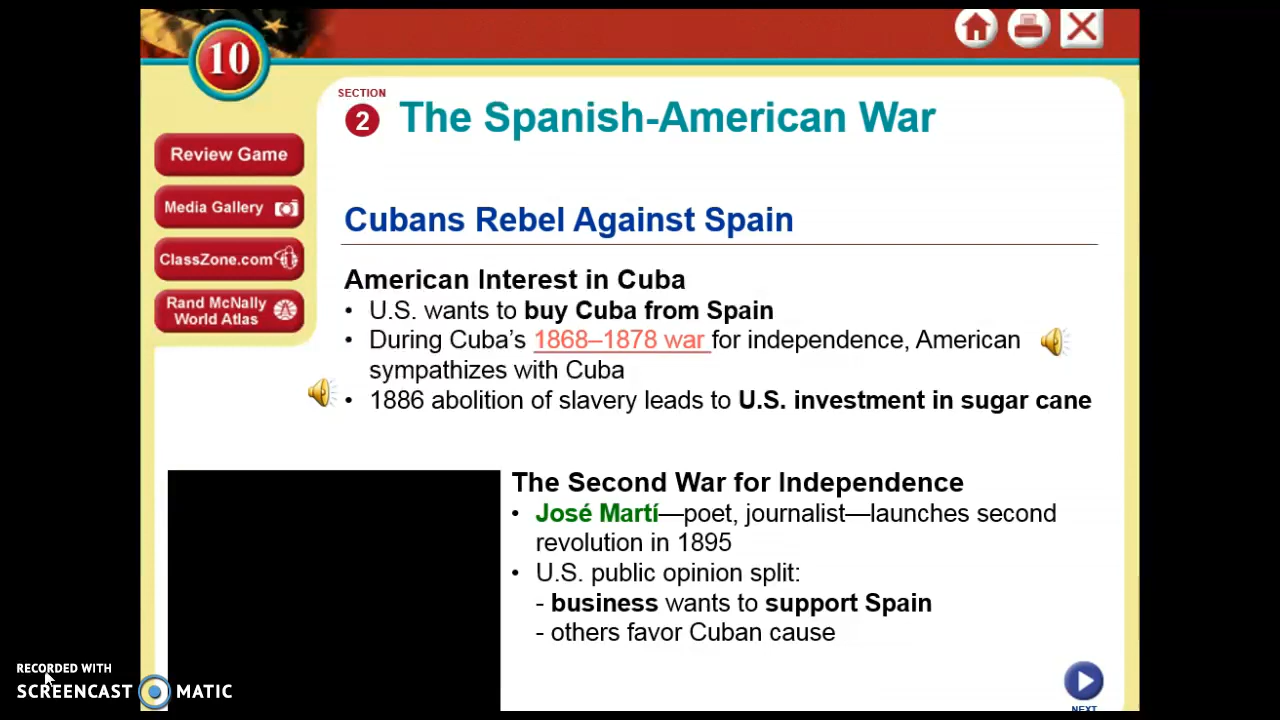 10
SECTION
2
The Spanish-American War
Review Game
Media Gallery
ClassZone.com
Rand McNally
World Atlas
Cubans Rebel Against Spain
American Interest in Cuba
• U.S. wants to buy Cuba from Spain
• During Cuba's 1868–1878 war for independence, American
sympathizes with Cuba
• 1886 abolition of slavery leads to U.S. investment in sugar cane
The Second War for Independence
• José Martí—poet, journalist—launches second
revolution in 1895
• U.S. public opinion split:
- business wants to support Spain
- others favor Cuban cause
NEXT
RECORDED WITH
SCREENCAST MATIC